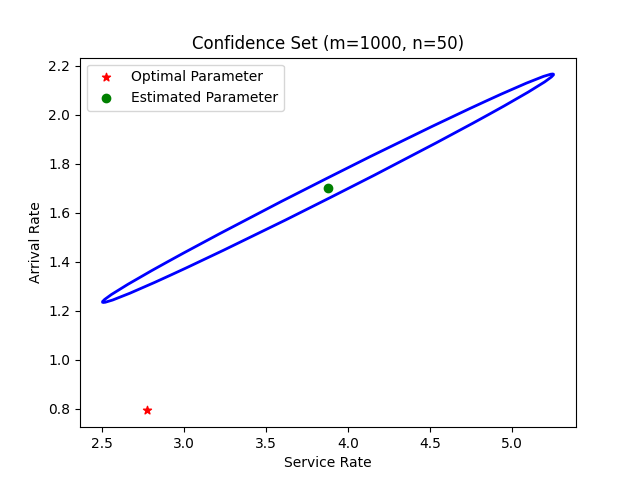 Confidence Set (m=1000, n=50)
Optimal Parameter
Estimated Parameter
2.2
2.0
1.8
1.6
1.4
1.2
1.0
0.8
Arrival Rate
2.5 3.0 3.5 4.0 4.5 5.0
Service Rate